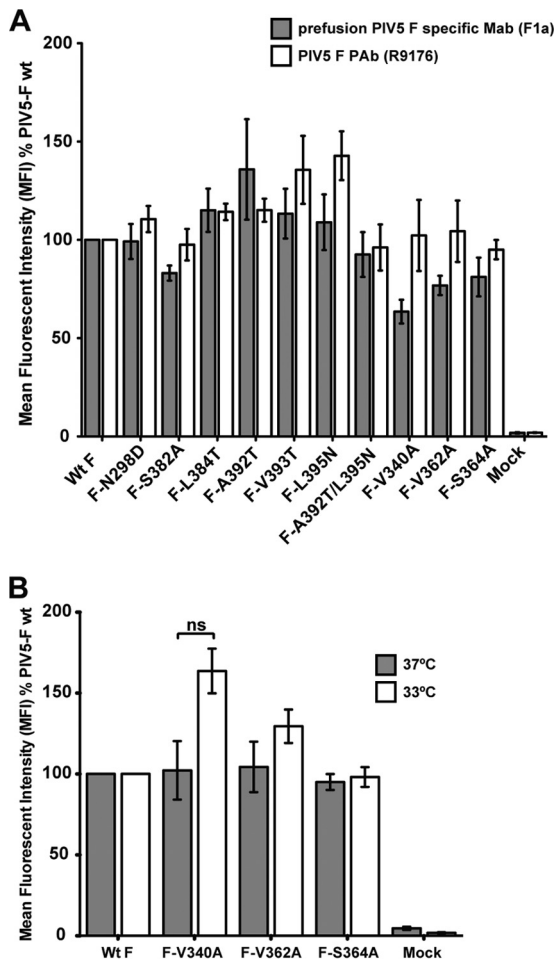 A
prefusion PIV5 F specific Mab (F1a)
PIV5 F PAb (R9176)
Mean Fluorescent Intensity (MFI) % PIV5-F wt
200
150
100
50
0
Wt F
F-N298D
F-S382A
F-L384T
F-A392T
F-V393T
F-L395N
F-A392T/L395N
F-V340A
F-V362A
F-S364A
Mock
B
Mean Fluorescent Intensity (MFI) % PIV5-F wt
200
150
100
50
0
ns
37ºC
33ºC
Wt F
F-V340A
F-V362A
F-S364A
Mock